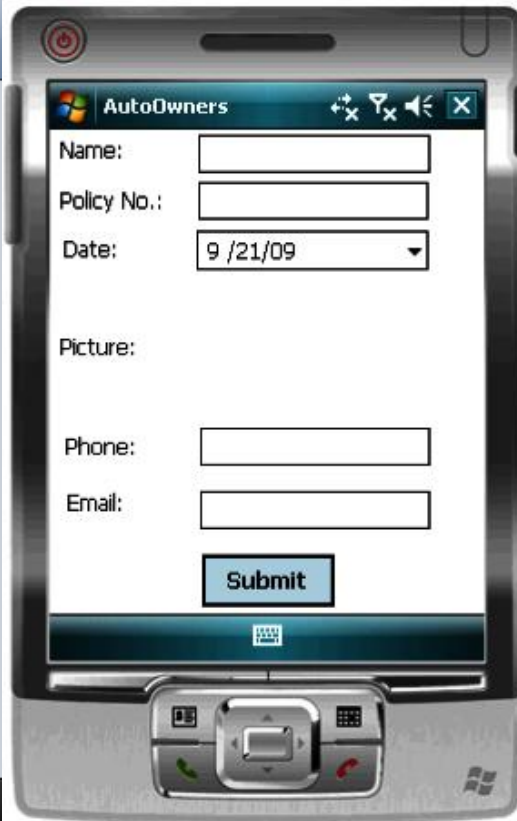 AutoOwners
Name:
Policy No.:
Date: 9 /21/09
Picture:
Phone:
Email:
Submit